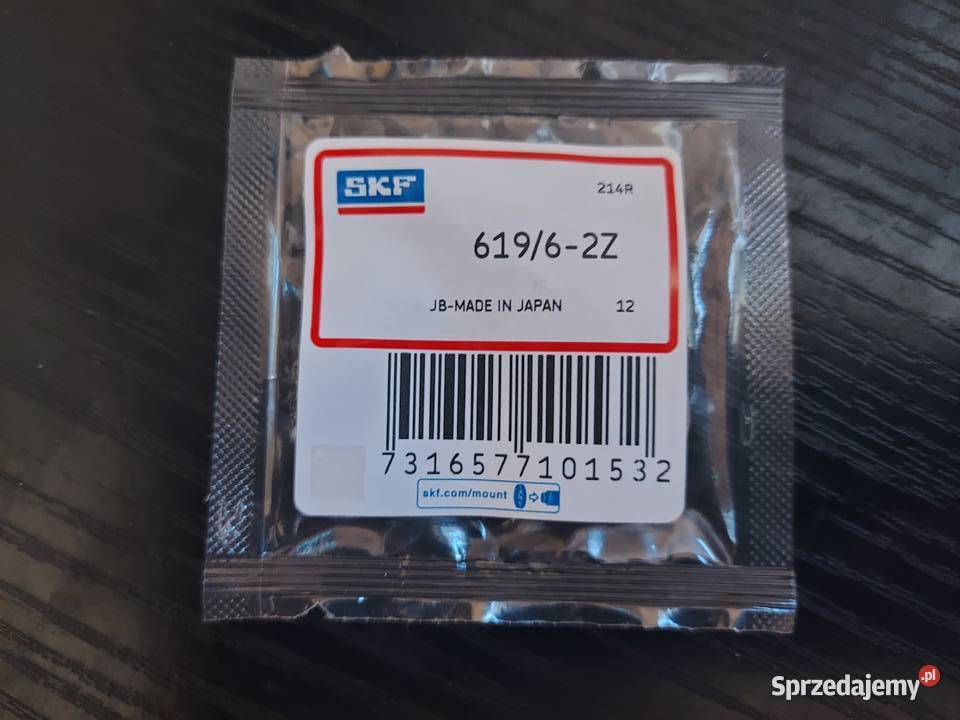 SKF
214R
619/6-2Z
JB-MADE IN JAPAN 12
7316577101532
A
skf.com/mount
Sprzedajemy.pl